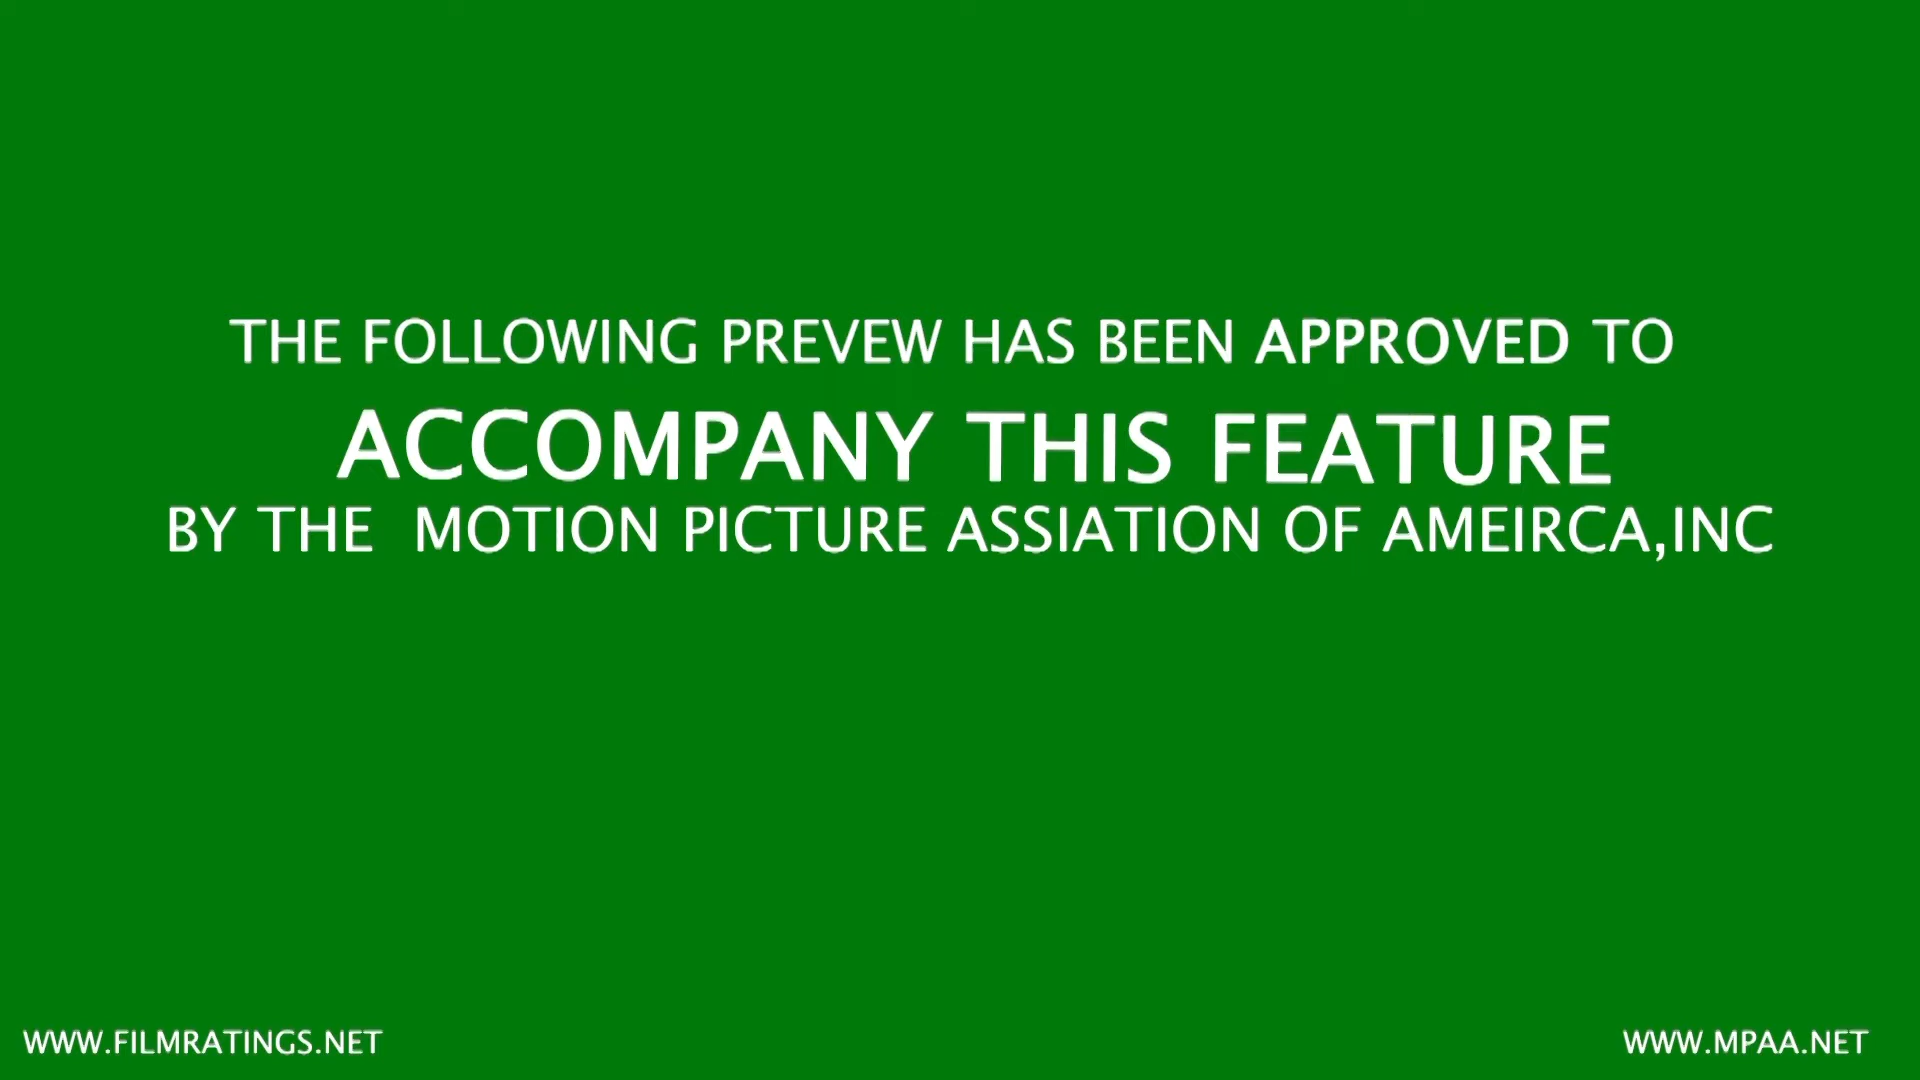 THE FOLLOWING PREVEW HAS BEEN APPROVED TO
ACCOMPANY THIS FEATURE
BY THE  MOTION PICTURE ASSIATION OF AMEIRCA,INC
WWW.FILMRATINGS.NET
WWW.MPAA.NET